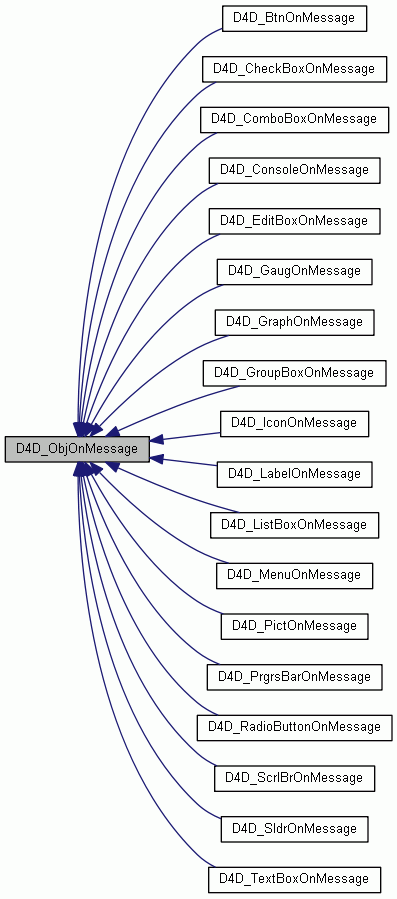 D4D_BtnOnMessage
D4D_CheckBoxOnMessage
D4D_ComboBoxOnMessage
D4D_ConsoleOnMessage
D4D_EditBoxOnMessage
D4D_GaugOnMessage
D4D_GraphOnMessage
D4D_GroupBoxOnMessage
D4D_IconOnMessage
D4D_ObjOnMessage
D4D_LabelOnMessage
D4D_ListBoxOnMessage
D4D_MenuOnMessage
D4D_PictOnMessage
D4D_PrgrsBarOnMessage
D4D_RadioButtonOnMessage
D4D_ScrlBrOnMessage
D4D_SldrOnMessage
D4D_TextBoxOnMessage